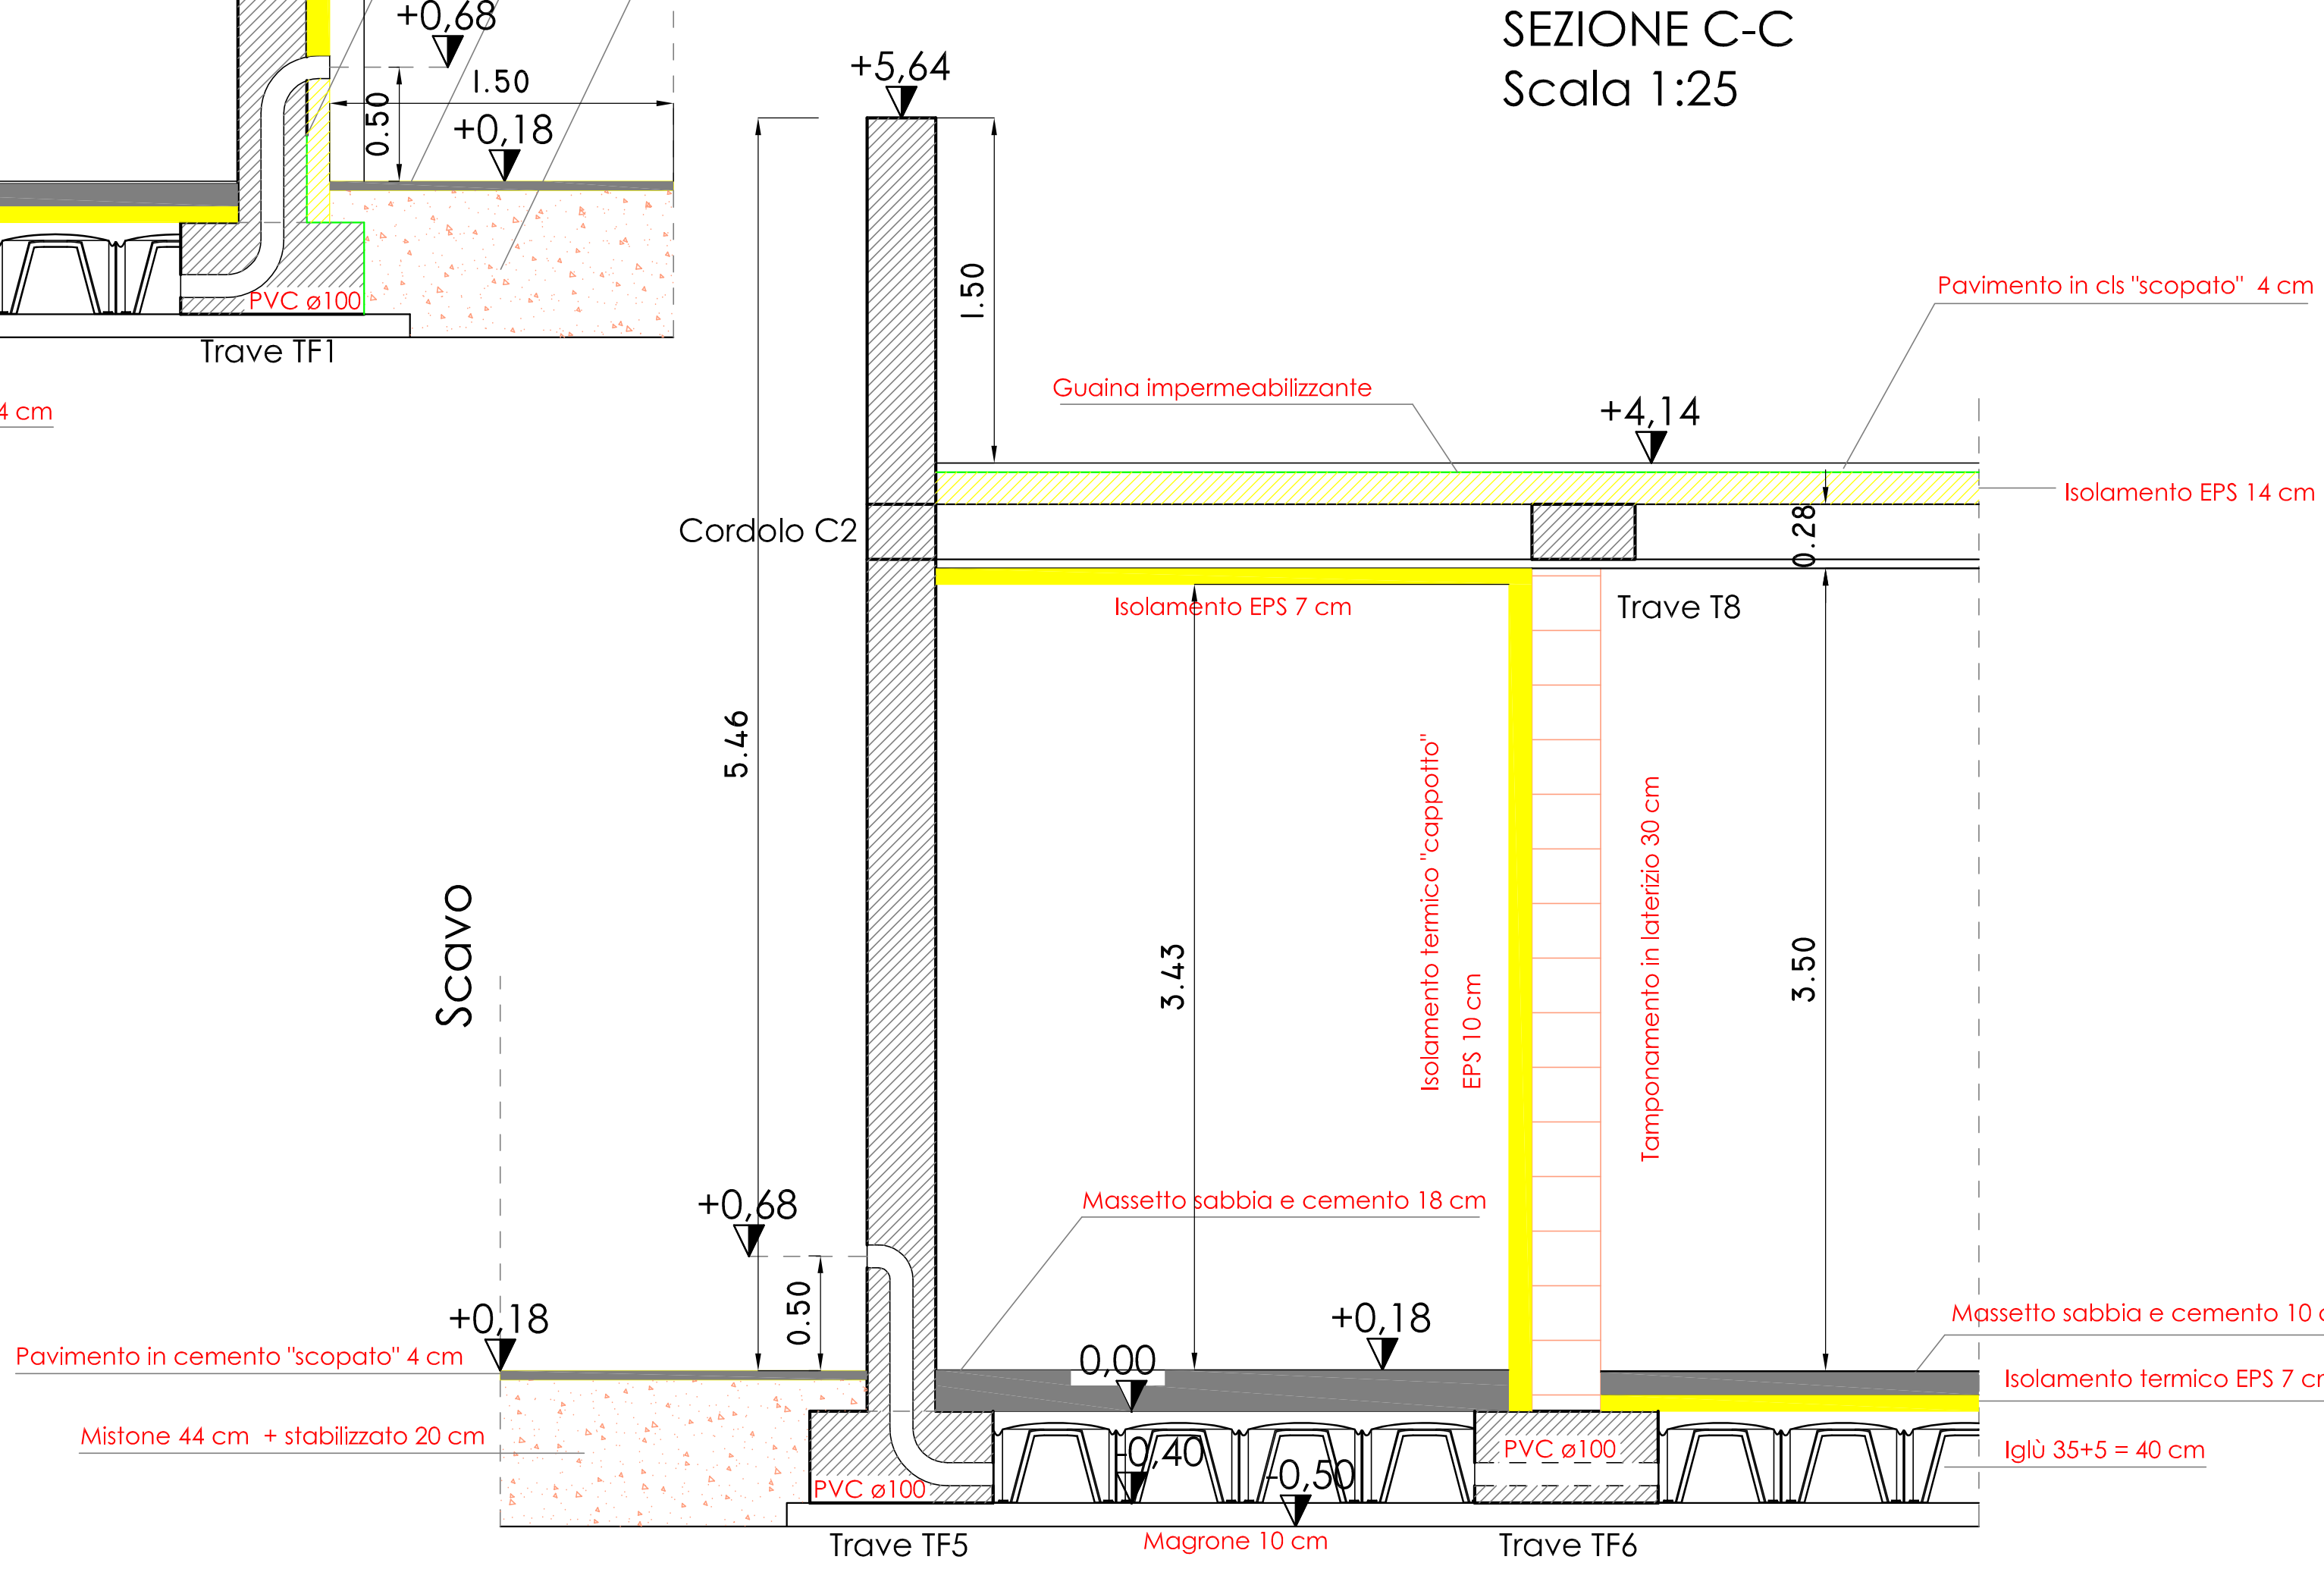 SEZIONE C-C
Scala 1:25
+0,68
1.50
0.50
+0,18
PVC ø100
Trave TF1
4 cm
+5,64
1.50
Pavimento in cls "scopato" 4 cm
Guaina impermeabilizzante
+4,14
Isolamento EPS 14 cm
Cordolo C2
0.28
Isolamento EPS 7 cm
Trave T8
5.46
3.43
Isolamento termico "cappotto"
EPS 10 cm
Tamponamento in laterizio 30 cm
3.50
Scavo
+0,68
Massetto sabbia e cemento 18 cm
0.50
+0,18
+0,18
Massetto sabbia e cemento 10
Pavimento in cemento "scopato" 4 cm
0,00
Isolamento termico EPS 7 c
Mistone 44 cm + stabilizzato 20 cm
-0,40
PVC ø100
Iglù 35+5 = 40 cm
-0,50
PVC ø100
Trave TF5
Magrone 10 cm
Trave TF6